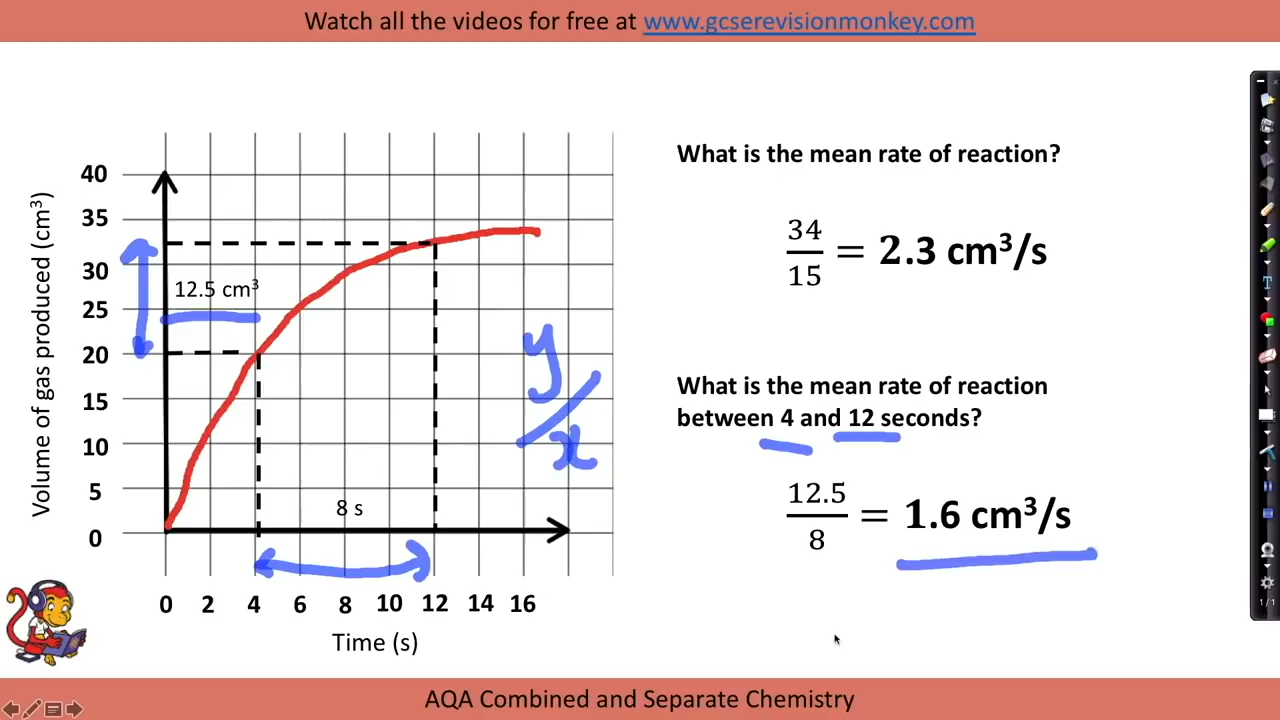 Watch all the videos for free at www.gcserevisionmonkey.com
What is the mean rate of reaction?
34
15
= 2.3 cm³/s
What is the mean rate of reaction
between 4 and 12 seconds?
12.5
8
= 1.6 cm³/s
Volume of gas produced (cm³)
40
35
30
25
20
15
10
5
0
12.5 cm³
8 s
y
x
0 2 4 6 8 10 12 14 16
Time (s)
1/1
AQA Combined and Separate Chemistry